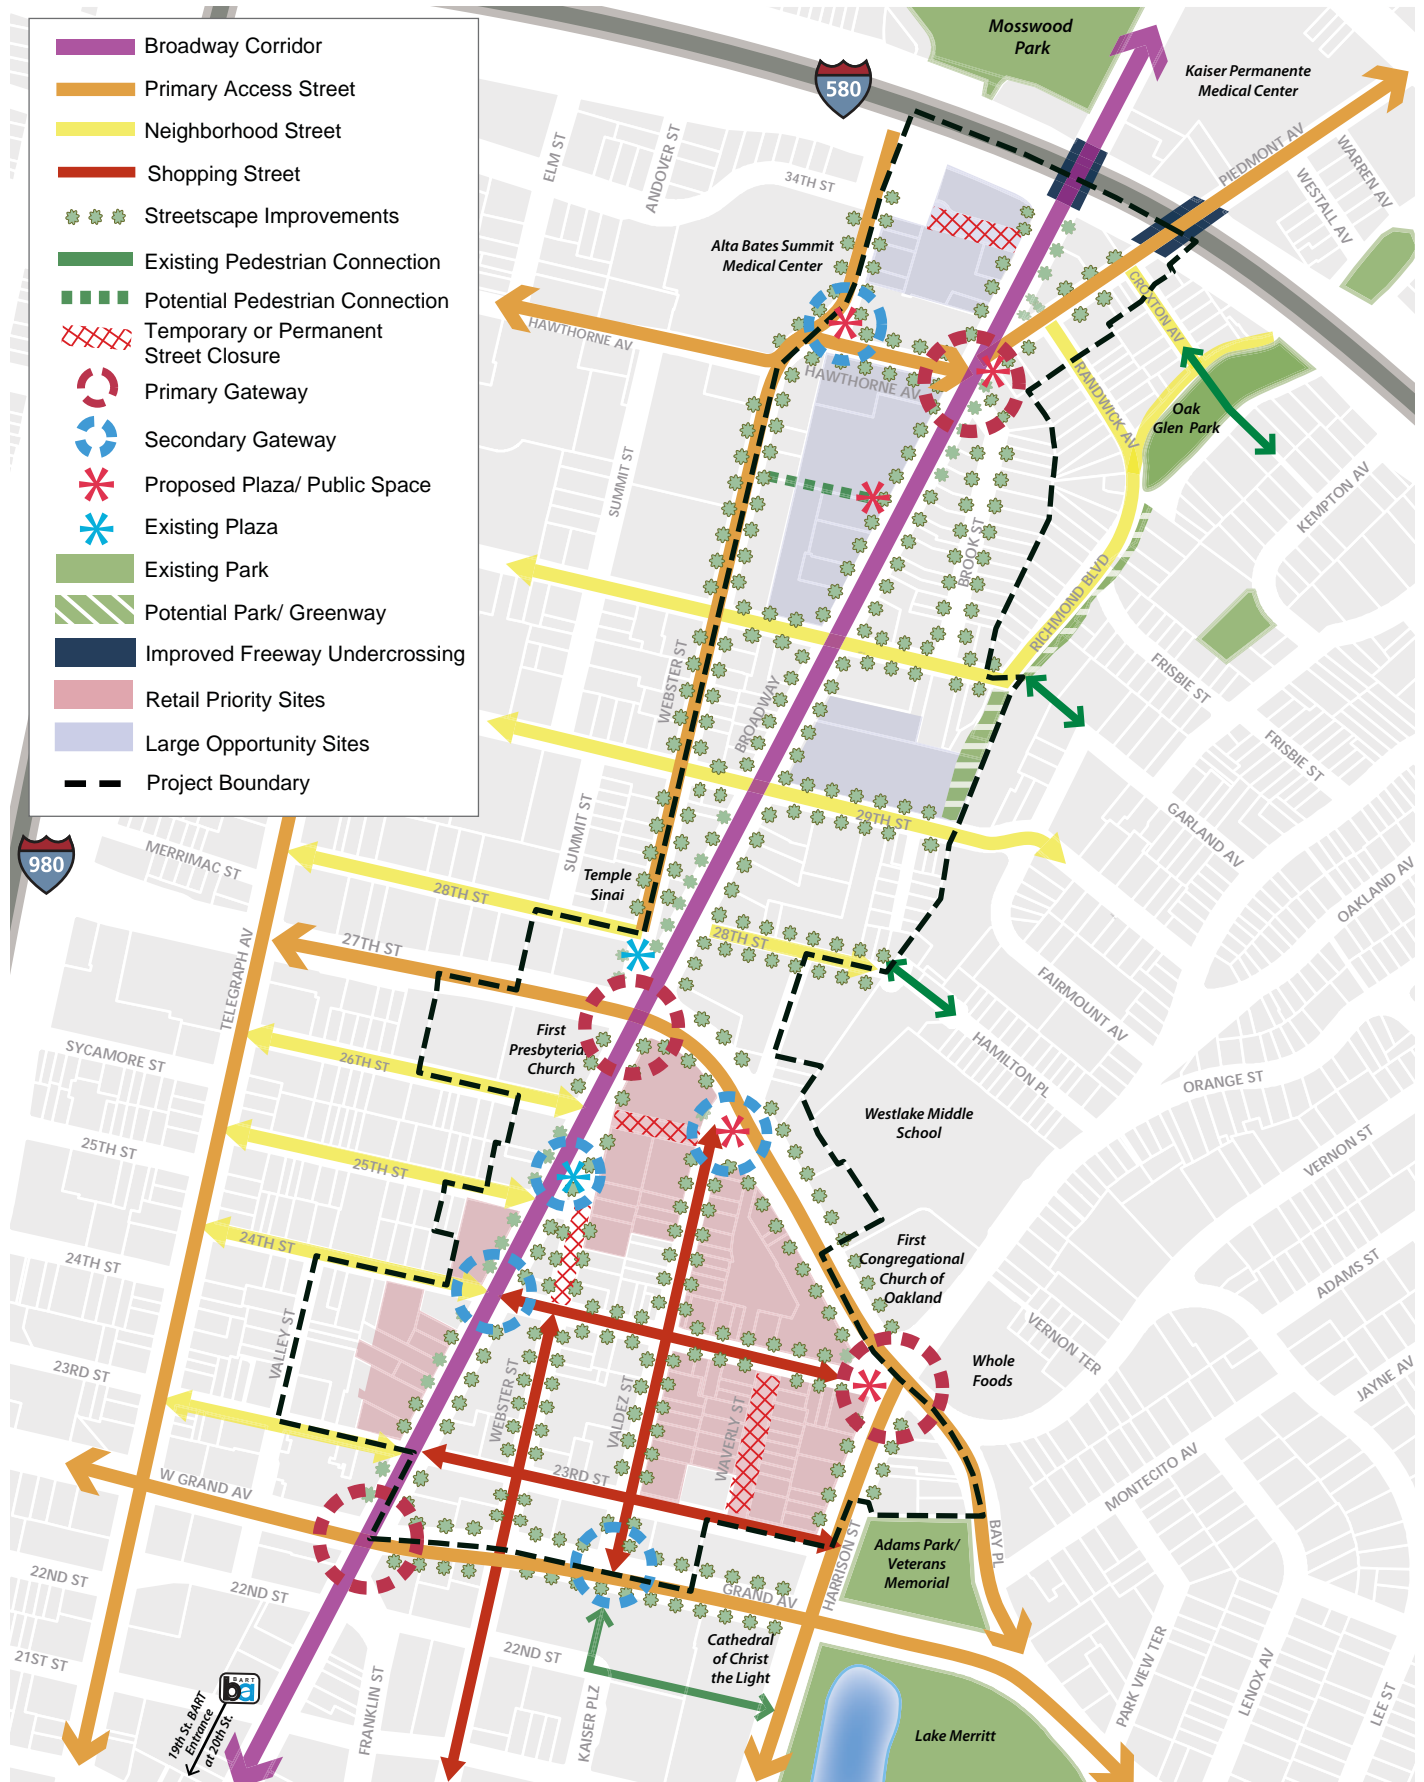 Broadway Corridor
Primary Access Street
Neighborhood Street
Shopping Street
Streetscape Improvements
Existing Pedestrian Connection
Potential Pedestrian Connection
Temporary or Permanent
Street Closure
Primary Gateway
Secondary Gateway
Proposed Plaza/ Public Space
Existing Plaza
Existing Park
Potential Park/ Greenway
Improved Freeway Undercrossing
Retail Priority Sites
Large Opportunity Sites
Project Boundary
Mosswood
Park
580
Kaiser Permanente
Medical Center
PIEDMONT AV
WARREN AV
WESTALL AV
ELM ST
ANDOVER ST
34TH ST
Alta Bates Summit
Medical Center
CROXTON AV
HAWTHORNE AV
HAWTHORNE AV
RANDWICK AV
Oak
Glen Park
SUMMIT ST
KEMPTON AV
BROOK ST
RICHMOND BLVD
WEBSTER ST
BROADWAY
FRISBIE ST
FRISBIE ST
980
MERRIMAC ST
SUMMIT ST
29TH ST
GARLAND AV
OAKLAND AV
Temple
Sinai
28TH ST
28TH ST
27TH ST
TELEGRAPH AV
FAIRMOUNT AV
First
Presbyterian
Church
SYCAMORE ST
26TH ST
HAMILTON PL
ORANGE ST
Westlake Middle
School
25TH ST
25TH ST
VERNON ST
24TH ST
24TH ST
First
Congregational
Church of
Oakland
ADAMS ST
VALLEY ST
VERNON TER
23RD ST
Whole
Foods
JAYNE AV
WEBSTER ST
VALDEZ ST
WAVERLY ST
23RD ST
W GRAND AV
MONTECITO AV
HARRISON ST
BAY PL
Adams Park/
Veterans
Memorial
22ND ST
22ND ST
GRAND AV
22ND ST
Cathedral
of Christ
the Light
21ST ST
BART
ba
19th St. BART
Entrance
at 20th St.
FRANKLIN ST
KAISER PLZ
Lake Merritt
PARK VIEW TER
LENOX AV
LEE ST